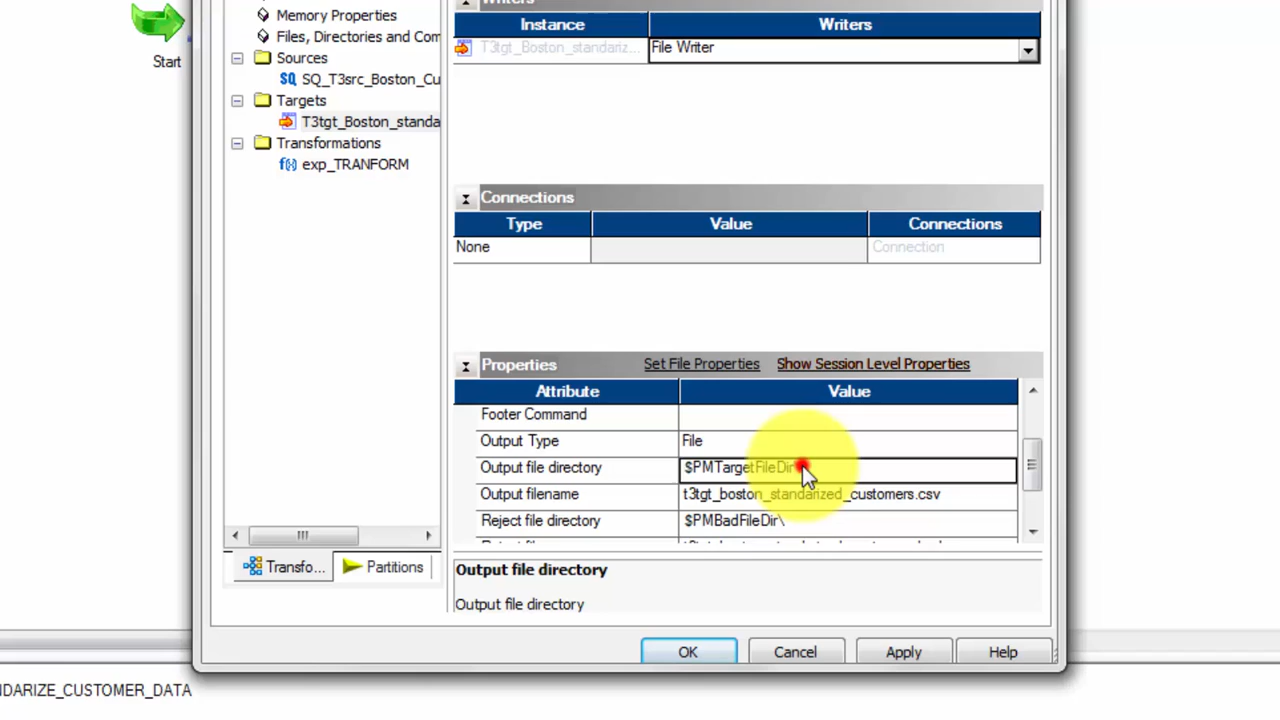 Start
Memory Properties
Files, Directories and Com
Sources
SQ_T3src_Boston_Cu
Targets
T3tgt_Boston_standa
Transformations
exp_TRANFORM
Transfo...
Partitions
Writers
Instance Writers
T3tgt_Boston_standariz... File Writer
Connections
Type Value Connections
None Connection
Properties Set File Properties Show Session Level Properties
Attribute Value
Footer Command
Output Type File
Output file directory $PMTargetFileDir
Output filename t3tgt_boston_standarized_customers.csv
Reject file directory $PMBadFileDir\
Output file directory
Output file directory
OK Cancel Apply Help
NDARIZE_CUSTOMER_DATA